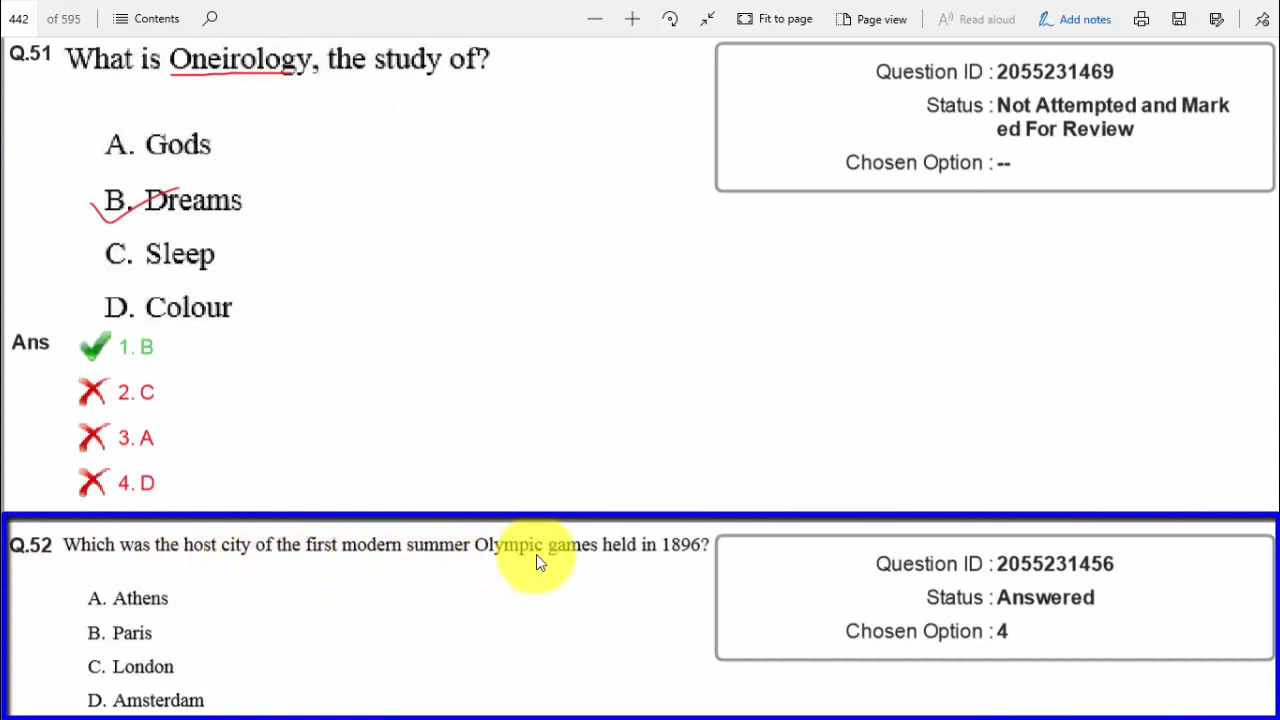 442 of 595 Contents Fit to page Page view Read aloud Add notes
Q.51 What is Oneirology, the study of?
A. Gods
B. Dreams
C. Sleep
D. Colour
Question ID : 2055231469
Status : Not Attempted and Mark
ed For Review
Chosen Option : --
Ans
1. B
2. C
3. A
4. D
Q.52 Which was the host city of the first modern summer Olympic games held in 1896?
A. Athens
B. Paris
C. London
D. Amsterdam
Question ID : 2055231456
Status : Answered
Chosen Option : 4